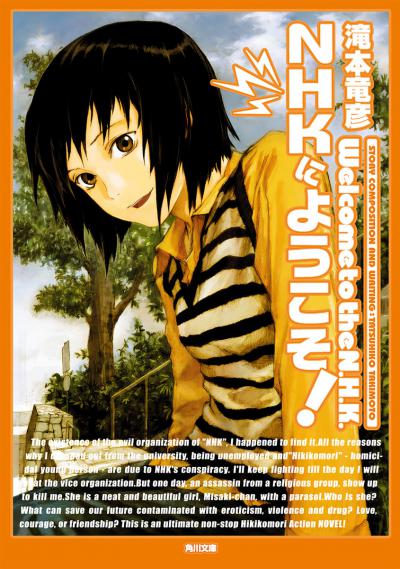 滝本竜彦
NHKにようこそ!
Welcome to the N.H.K.
STORY COMPOSITION AND WRITING:TATSUHIKO TAKIMOTO
The existence of the evil organization of "NHK", I happened to find it.All the reasons
why I dropped out from the university, being unemployed and"Hikikomori" - homici-
dal young person - are due to NHK's conspiracy. I'll keep fighting till the day I will
at the vice organization.But one day, an assassin from a religious group, show up
to kill me.She is a neat and beautiful girl, Misaki-chan, with a parasol.Who is she?
What can save our future contaminated with eroticism, violence and drug? Love,
courage, or friendship? This is an ultimate non-stop Hikikomori Action NOVEL!
角川文庫